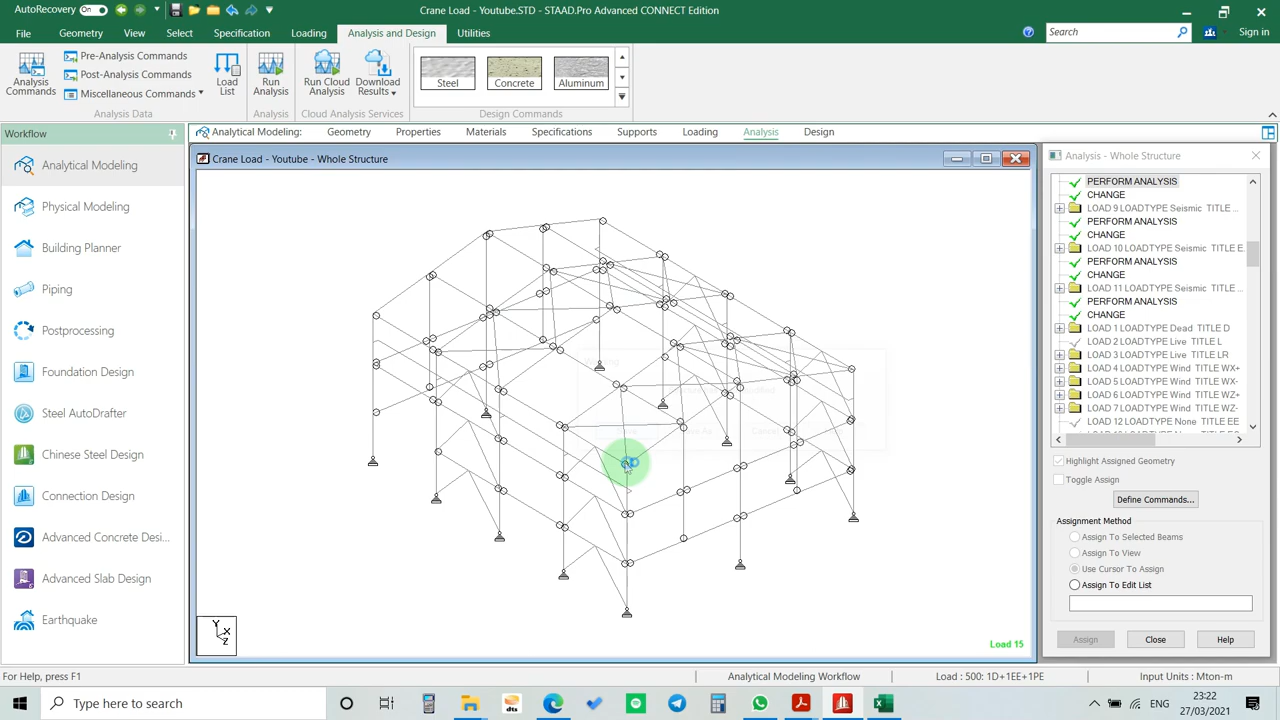 AutoRecovery ON
Crane Load - Youtube.STD - STAAD.Pro Advanced CONNECT Edition
File Geometry View Select Specification Loading Analysis and Design Utilities
Search Sign in
Analysis Commands
Pre-Analysis Commands
Post-Analysis Commands
Miscellaneous Commands
Load List
Run Analysis
Run Cloud Analysis
Download Results
Steel Concrete Aluminum
Analysis Data Analysis Cloud Analysis Services Design Commands
Workflow
Analytical Modeling: Geometry Properties Materials Specifications Supports Loading Analysis Design
Analytical Modeling
Physical Modeling
Building Planner
Piping
Postprocessing
Foundation Design
Steel AutoDrafter
Chinese Steel Design
Connection Design
Advanced Concrete Desi...
Advanced Slab Design
Earthquake
Crane Load - Youtube - Whole Structure
Y
X
Z
Load 15
Analysis - Whole Structure
PERFORM ANALYSIS
CHANGE
LOAD 9 LOADTYPE Seismic TITLE ...
PERFORM ANALYSIS
CHANGE
LOAD 10 LOADTYPE Seismic TITLE E.
PERFORM ANALYSIS
CHANGE
LOAD 11 LOADTYPE Seismic TITLE ...
PERFORM ANALYSIS
CHANGE
LOAD 1 LOADTYPE Dead TITLE D
LOAD 2 LOADTYPE Live TITLE L
LOAD 3 LOADTYPE Live TITLE LR
LOAD 4 LOADTYPE Wind TITLE WX+
LOAD 5 LOADTYPE Wind TITLE WX-
LOAD 6 LOADTYPE Wind TITLE WZ+
LOAD 7 LOADTYPE Wind TITLE WZ-
LOAD 12 LOADTYPE None TITLE EE
Highlight Assigned Geometry
Toggle Assign
Define Commands...
Assignment Method
Assign To Selected Beams
Assign To View
Use Cursor To Assign
Assign To Edit List
Assign Close Help
For Help, press F1
Analytical Modeling Workflow
Load : 500: 1D+1EE+1PE
Input Units: Mton-m
Type here to search
ENG
23:22
27/03/2021